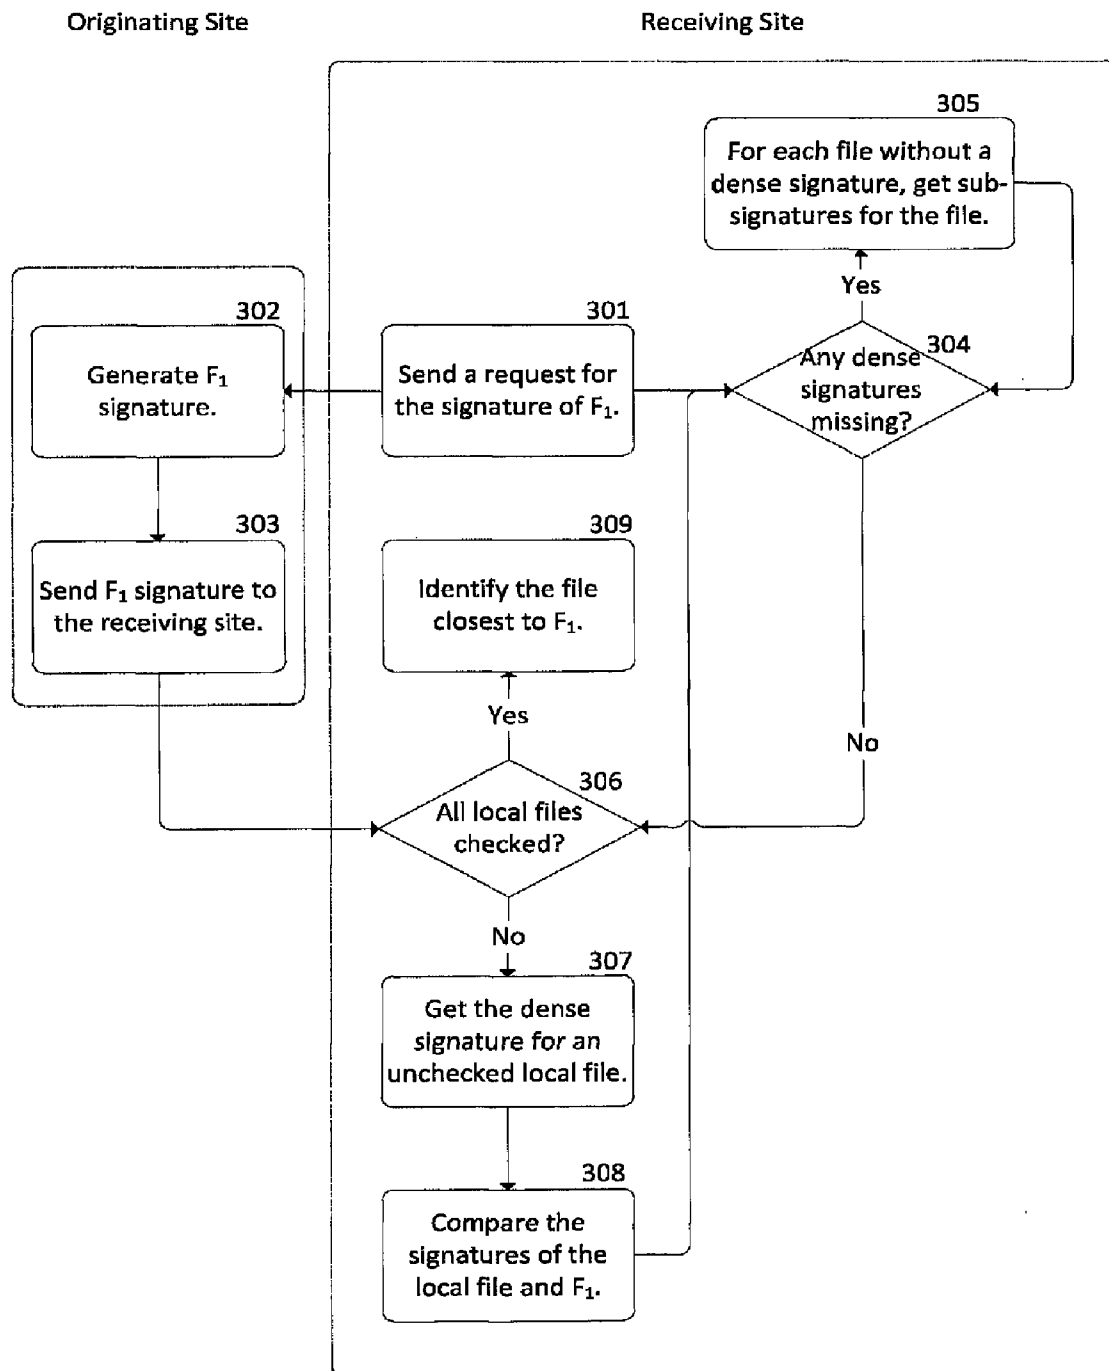 Originating Site
Receiving Site
305
For each file without a
dense signature, get sub-
signatures for the file.
Yes
302
Generate F₁
signature.
301
Send a request for
the signature of F₁.
304
Any dense
signatures
missing?
303
Send F₁ signature to
the receiving site.
309
Identify the file
closest to F₁.
Yes
No
306
All local files
checked?
No
307
Get the dense
signature for an
unchecked local file.
308
Compare the
signatures of the
local file and F₁.